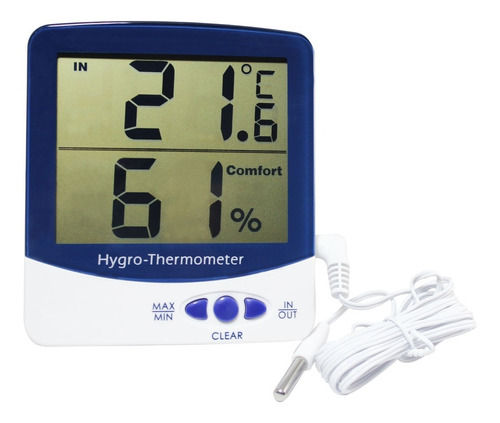 IN 21.6 °C
Comfort
61 %
Hygro-Thermometer
MAX
MIN
IN
OUT
CLEAR